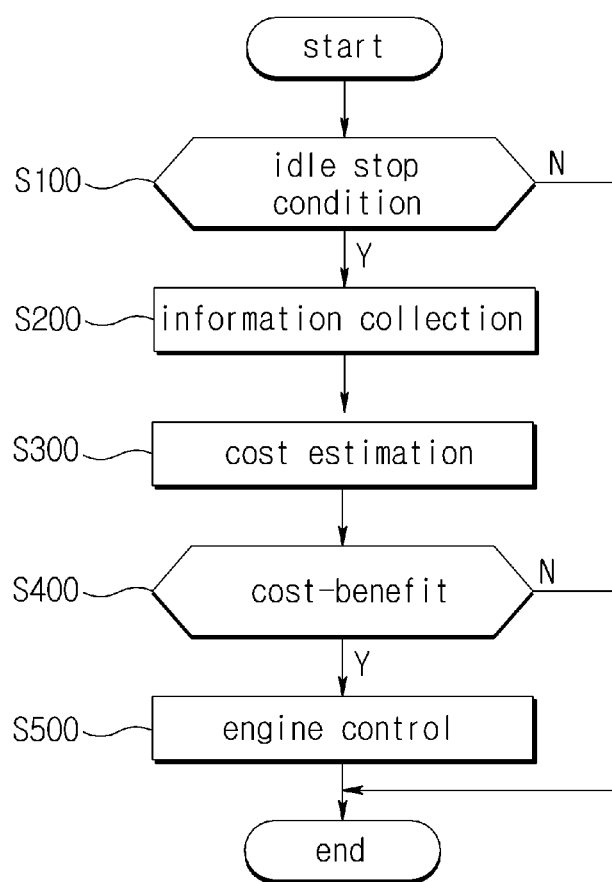 start
S100
idle stop
condition
N
Y
S200
information collection
S300
cost estimation
S400
cost-benefit
N
Y
S500
engine control
end